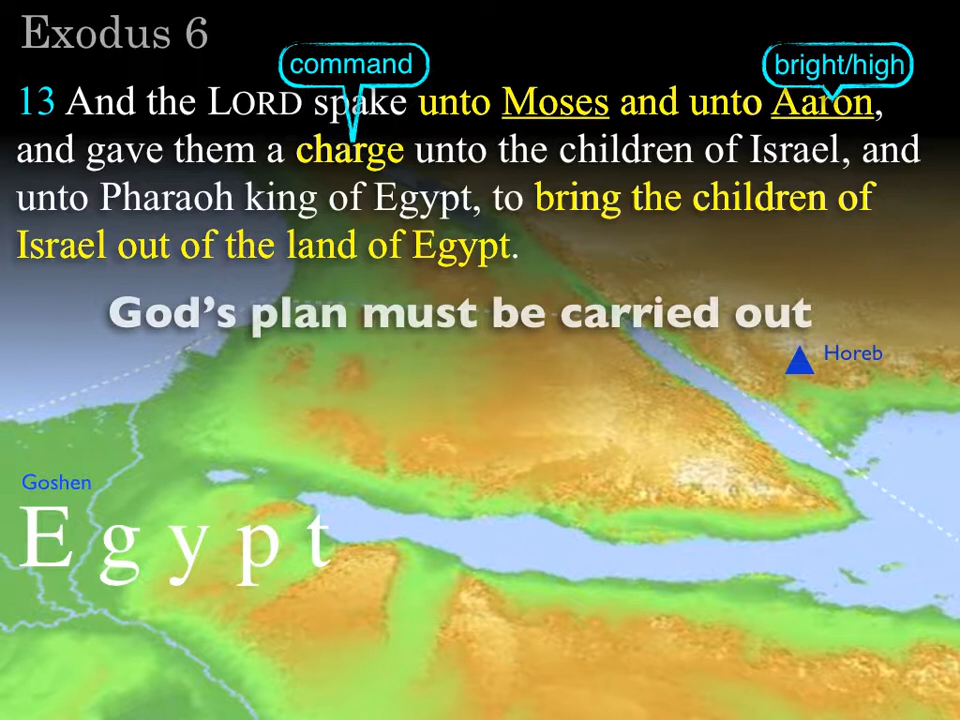 Exodus 6
command
bright/high
13 And the LORD spake unto Moses and unto Aaron,
and gave them a charge unto the children of Israel, and
unto Pharaoh king of Egypt, to bring the children of
Israel out of the land of Egypt.
God's plan must be carried out
Horeb
Goshen
Egypt